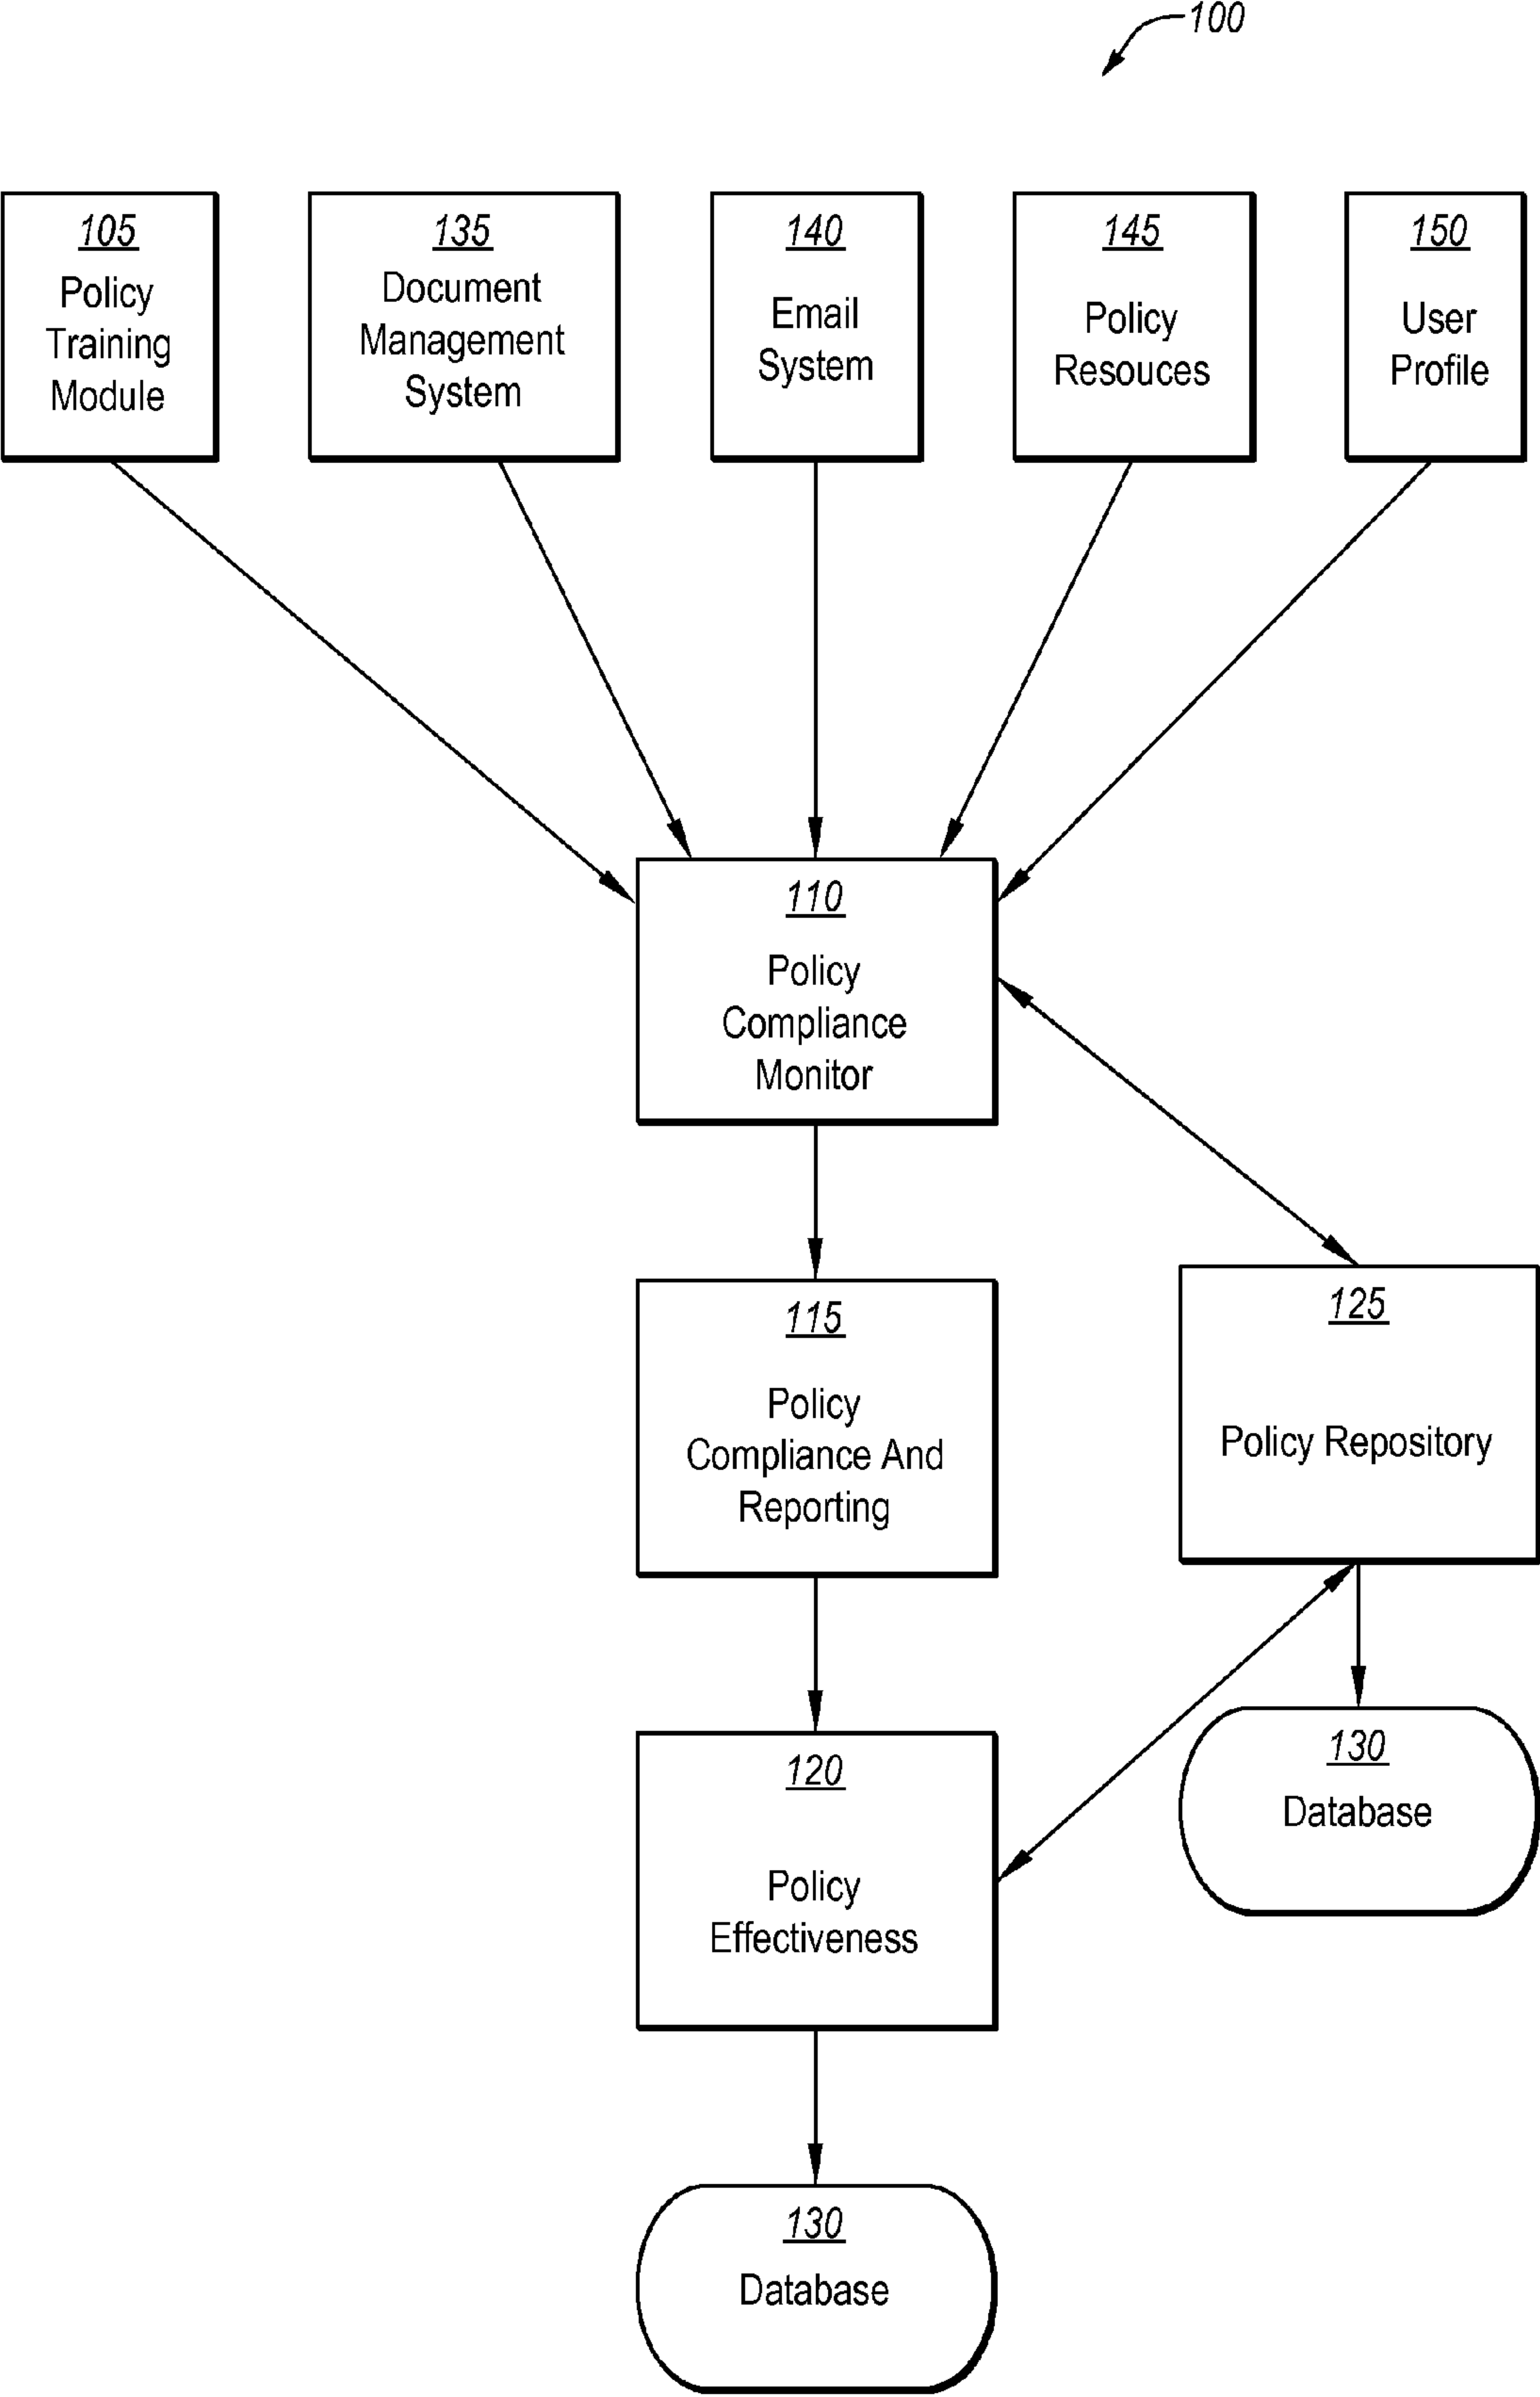 100
105
Policy
Training
Module
135
Document
Management
System
140
Email
System
145
Policy
Resouces
150
User
Profile
110
Policy
Compliance
Monitor
115
Policy
Compliance And
Reporting
125
Policy Repository
120
Policy
Effectiveness
130
Database
130
Database